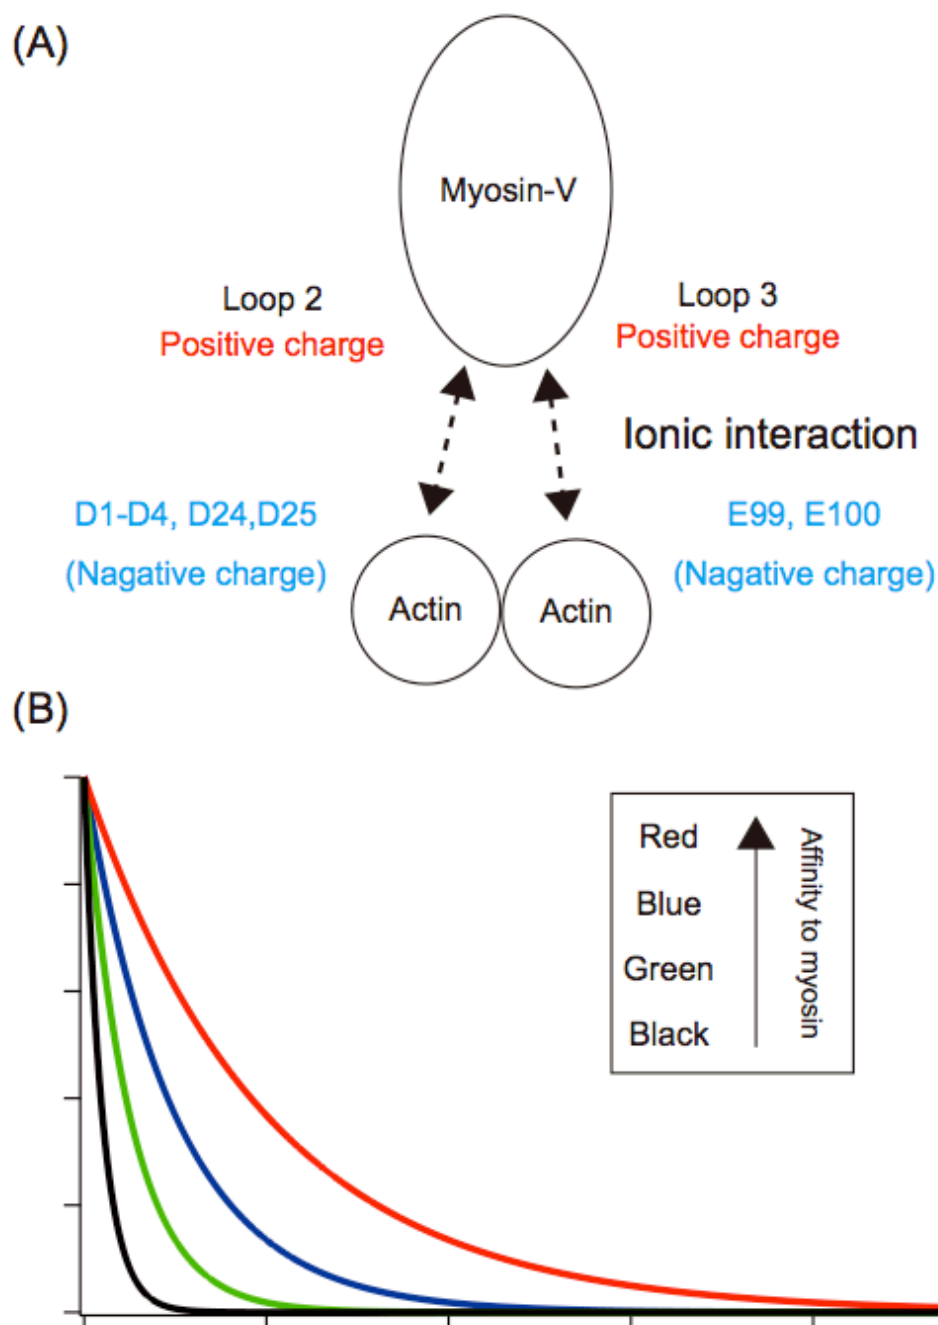 (A)
Myosin-V
Loop 2
Positive charge
Loop 3
Positive charge
Ionic interaction
D1-D4, D24,D25
(Nagative charge)
E99, E100
(Nagative charge)
Actin
Actin
(B)
Red
Blue
Green
Black
Affinity to myosin